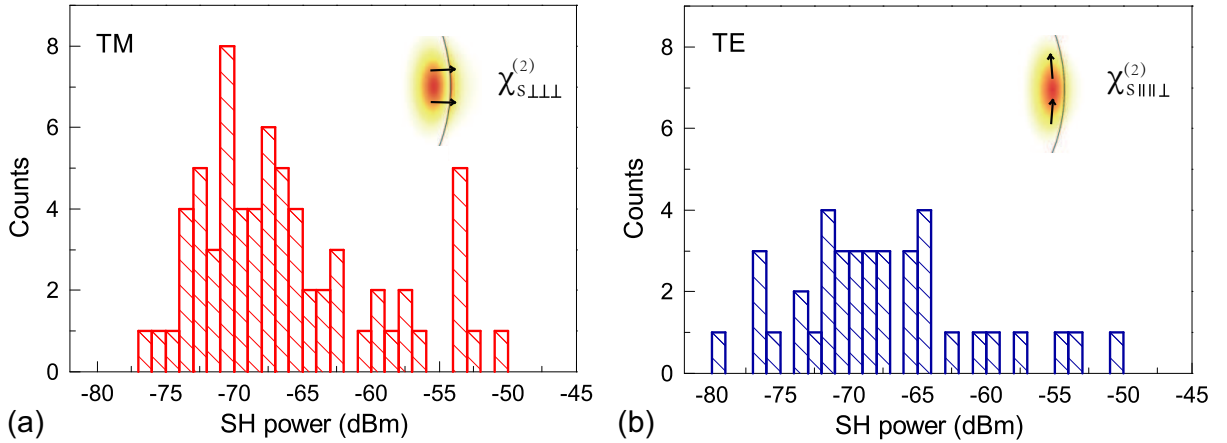 TM
χ(2)S⊥⊥⊥
Counts
8
6
4
2
0
-80 -75 -70 -65 -60 -55 -50 -45
SH power (dBm)
(a)
TE
χ(2)S||||⊥
Counts
8
6
4
2
0
-80 -75 -70 -65 -60 -55 -50 -45
SH power (dBm)
(b)